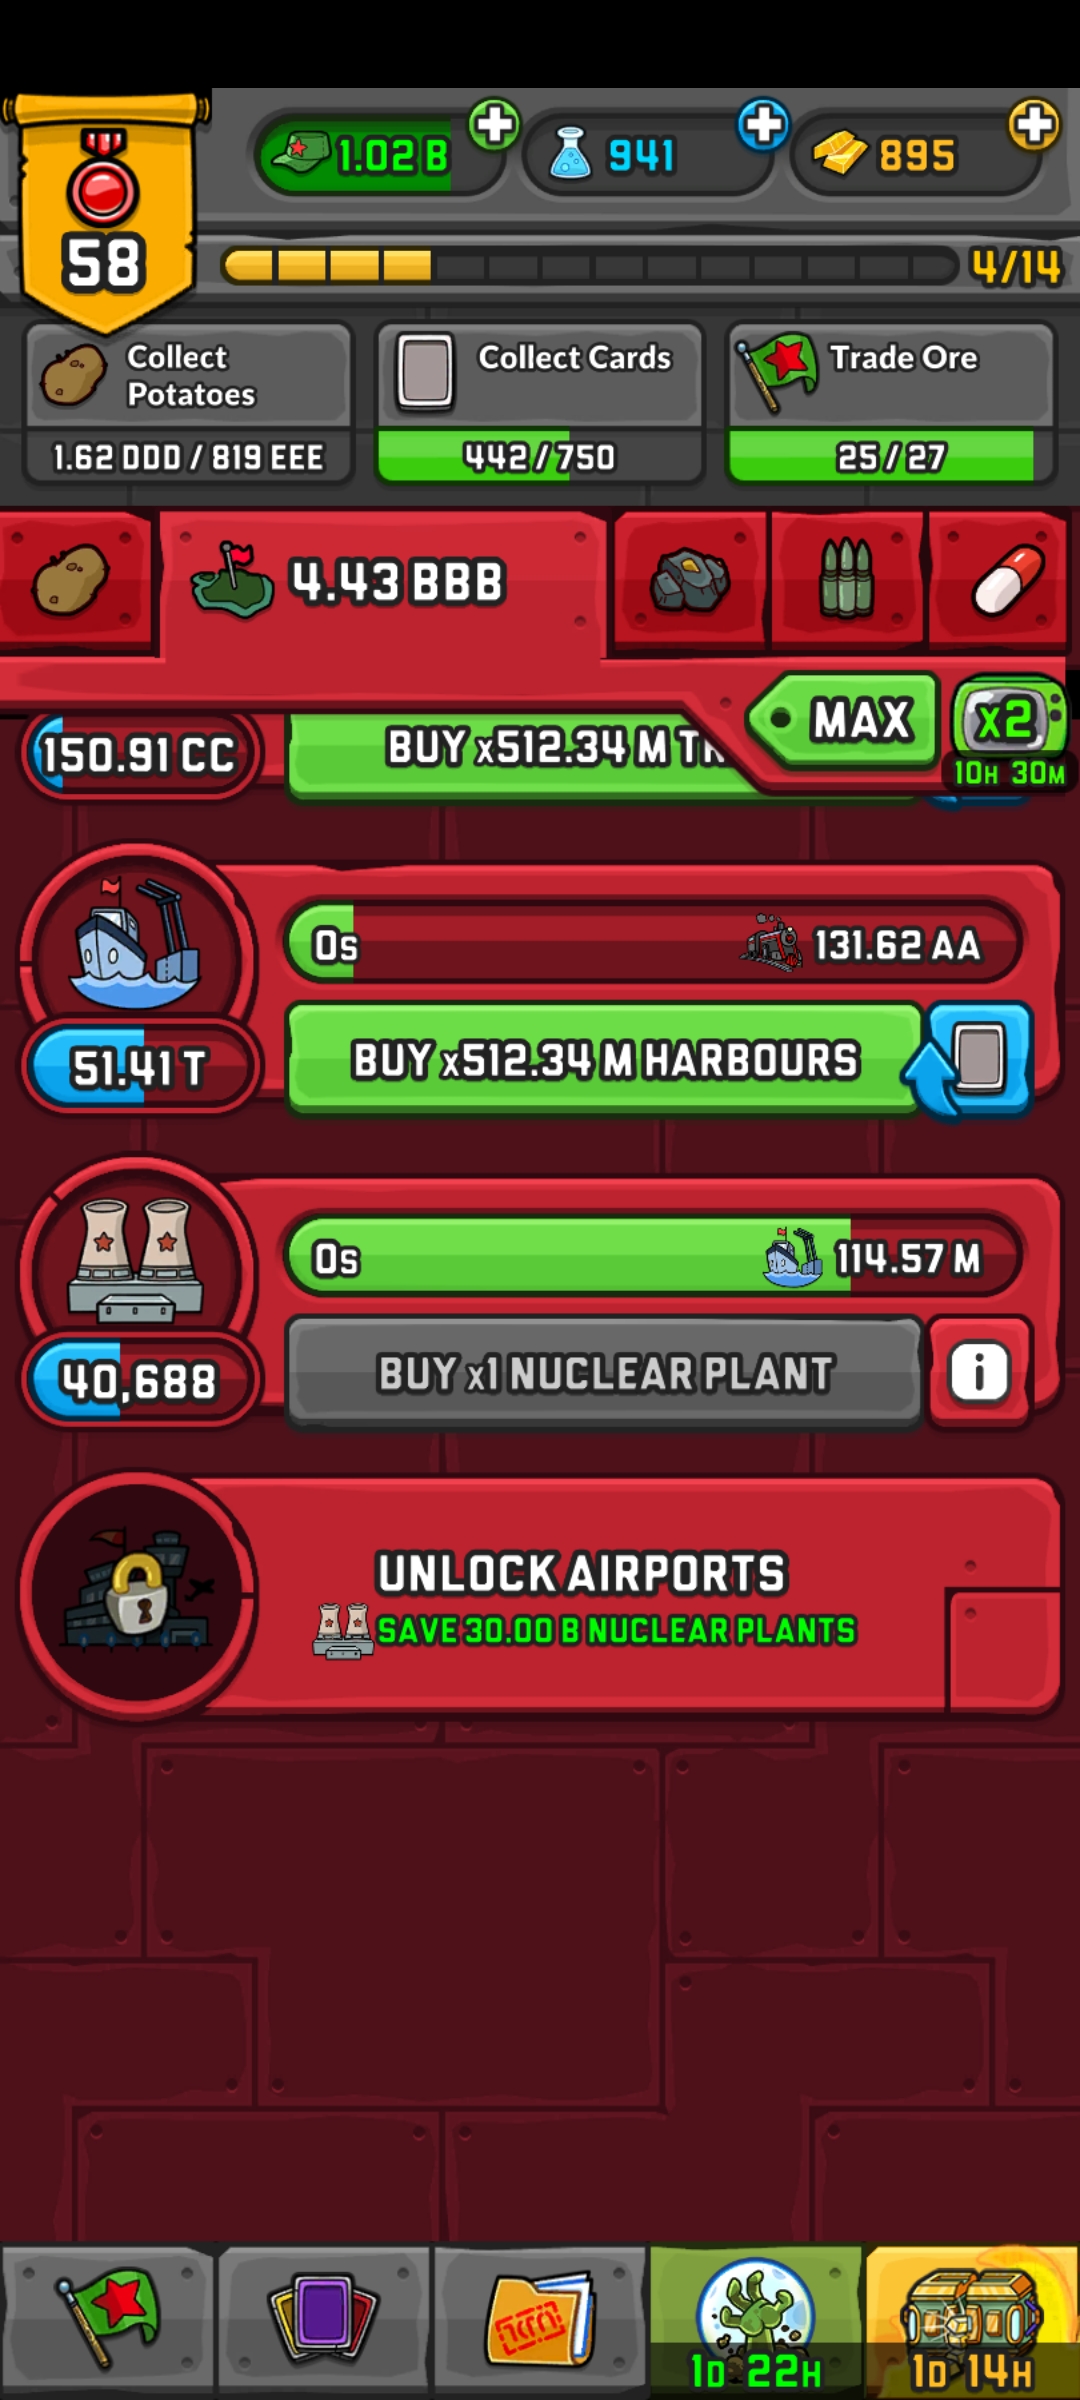 58
1.02 B
941
895
4/14
Collect
Potatoes
1.62 DDD / 819 EEE
Collect Cards
442/750
Trade Ore
25/27
4.43 BBB
MAX
x2
10H 30M
150.91 CC
BUY x512.34 M
0s
131.62 AA
51.41 T
BUY x512.34 M HARBOURS
0s
114.57 M
40,688
BUY x1 NUCLEAR PLANT
i
UNLOCK AIRPORTS
SAVE 30.00 B NUCLEAR PLANTS
1D 22H
1D 14H